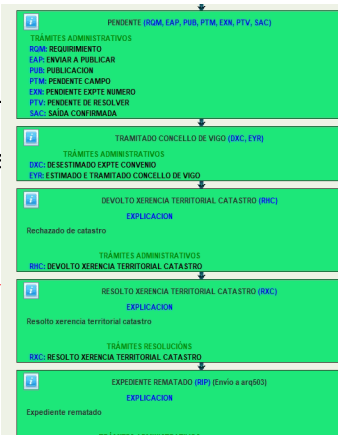 PENDENTE (RQM, EAP, PUB, PTM, EXN, PTV, SAC)
TRÁMITES ADMINISTRATIVOS
RQM: REQUIRIMIENTO
EAP: ENVIAR A PUBLICAR
PUB: PUBLICACION
PTM: PENDENTE CAMPO
EXN: PENDIENTE EXPTE NUMERO
PTV: PENDENTE DE RESOLVER
SAC: SAÍDA CONFIRMADA
TRAMITADO CONCELLO DE VIGO (DXC, EYR)
TRÁMITES ADMINISTRATIVOS
DXC: DESESTIMADO EXPTE CONVENIO
EYR: ESTIMADO E TRAMITADO CONCELLO DE VIGO
DEVOLTO XERENCIA TERRITORIAL CATASTRO (RHC)
EXPLICACION
Rechazado de catastro
TRÁMITES ADMINISTRATIVOS
RHC: DEVOLTO XERENCIA TERRITORIAL CATASTRO
RESOLTO XERENCIA TERRITORIAL CATASTRO (RXC)
EXPLICACION
Resolto xerencia territorial catastro
TRÁMITES RESOLUCIÓNS
RXC: RESOLTO XERENCIA TERRITORIAL CATASTRO
EXPEDIENTE REMATADO (RIP) (Envio a arq503)
EXPLICACION
Expediente rematado